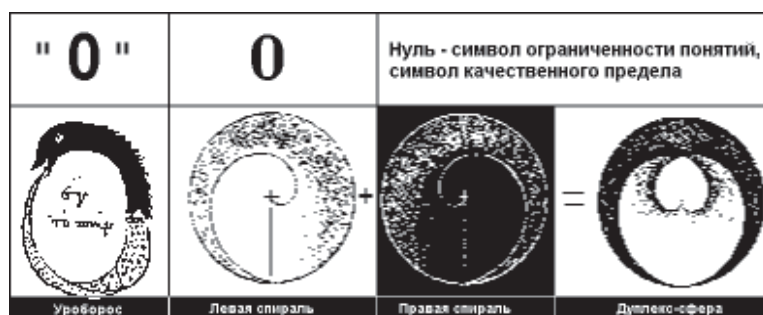 "0"
0
Нуль - символ ограниченности понятий,
символ качественного предела
+
=
Уроборос
Левая спираль
Правая спираль
Дуплекс-сфера